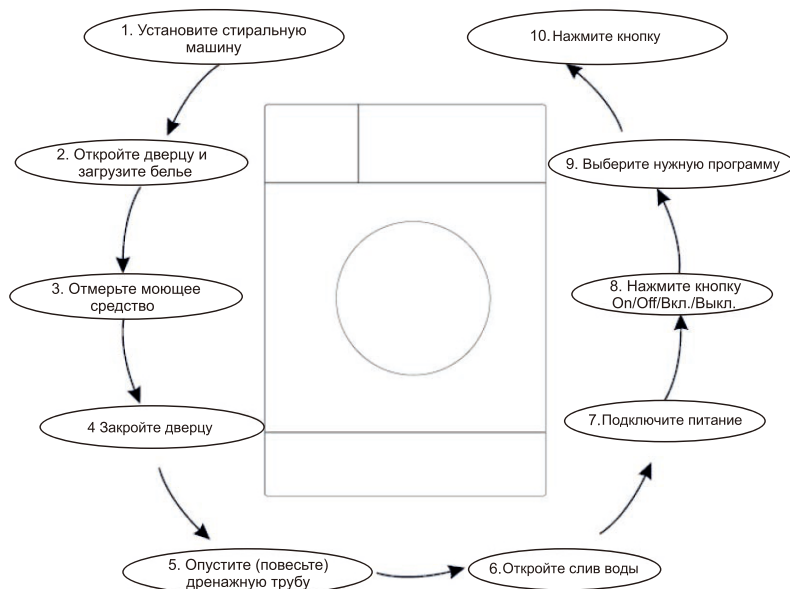 1. Установите стиральную
машину
2. Откройте дверцу и
загрузите белье
3. Отмерьте моющее
средство
4 Закройте дверцу
5. Опустите (повесьте)
дренажную трубу
6.Откройте слив воды
7.Подключите питание
8. Нажмите кнопку
On/Off/Вкл./Выкл.
9. Выберите нужную программу
10.Нажмите кнопку